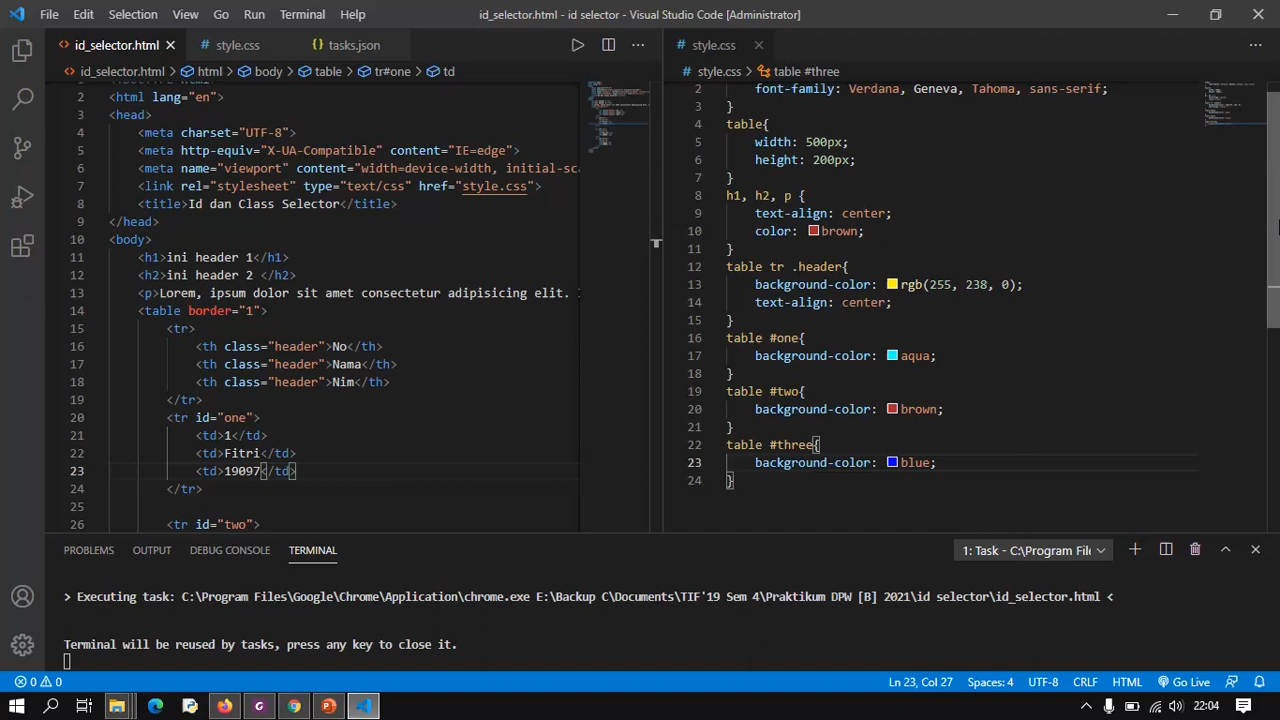 File Edit Selection View Go Run Terminal Help
id_selector.html - id selector - Visual Studio Code [Administrator]
id_selector.html style.css tasks.json
id_selector.html html body table tr#one td
2 <html lang="en">
3 <head>
4 <meta charset="UTF-8">
5 <meta http-equiv="X-UA-Compatible" content="IE=edge">
6 <meta name="viewport" content="width=device-width, initial-sca
7 <link rel="stylesheet" type="text/css" href="style.css">
8 <title>Id dan Class Selector</title>
9 </head>
10 <body>
11 <h1>ini header 1</h1>
12 <h2>ini header 2 </h2>
13 <p>Lorem, ipsum dolor sit amet consectetur adipisicing elit.
14 <table border="1">
15 <tr>
16 <th class="header">No</th>
17 <th class="header">Nama</th>
18 <th class="header">Nim</th>
19 </tr>
20 <tr id="one">
21 <td>1</td>
22 <td>Fitri</td>
23 <td>19097</td>
24 </tr>
25
26 <tr id="two">
style.css
style.css table #three
2 font-family: Verdana, Geneva, Tahoma, sans-serif;
3 }
4 table{
5 width: 500px;
6 height: 200px;
7 }
8 h1, h2, p {
9 text-align: center;
10 color: brown;
11 }
12 table tr .header{
13 background-color: rgb(255, 238, 0);
14 text-align: center;
15 }
16 table #one{
17 background-color: aqua;
18 }
19 table #two{
20 background-color: brown;
21 }
22 table #three{
23 background-color: blue;
24 }
PROBLEMS OUTPUT DEBUG CONSOLE TERMINAL
1: Task - C:\Program File
> Executing task: C:\Program Files\Google\Chrome\Application\chrome.exe E:\Backup C\Documents\TIF'19 Sem 4\Praktikum DPW [B] 2021\id selector\id_selector.html <
Terminal will be reused by tasks, press any key to close it.
0 0 Ln 23, Col 27 Spaces: 4 UTF-8 CRLF HTML Go Live
22:04